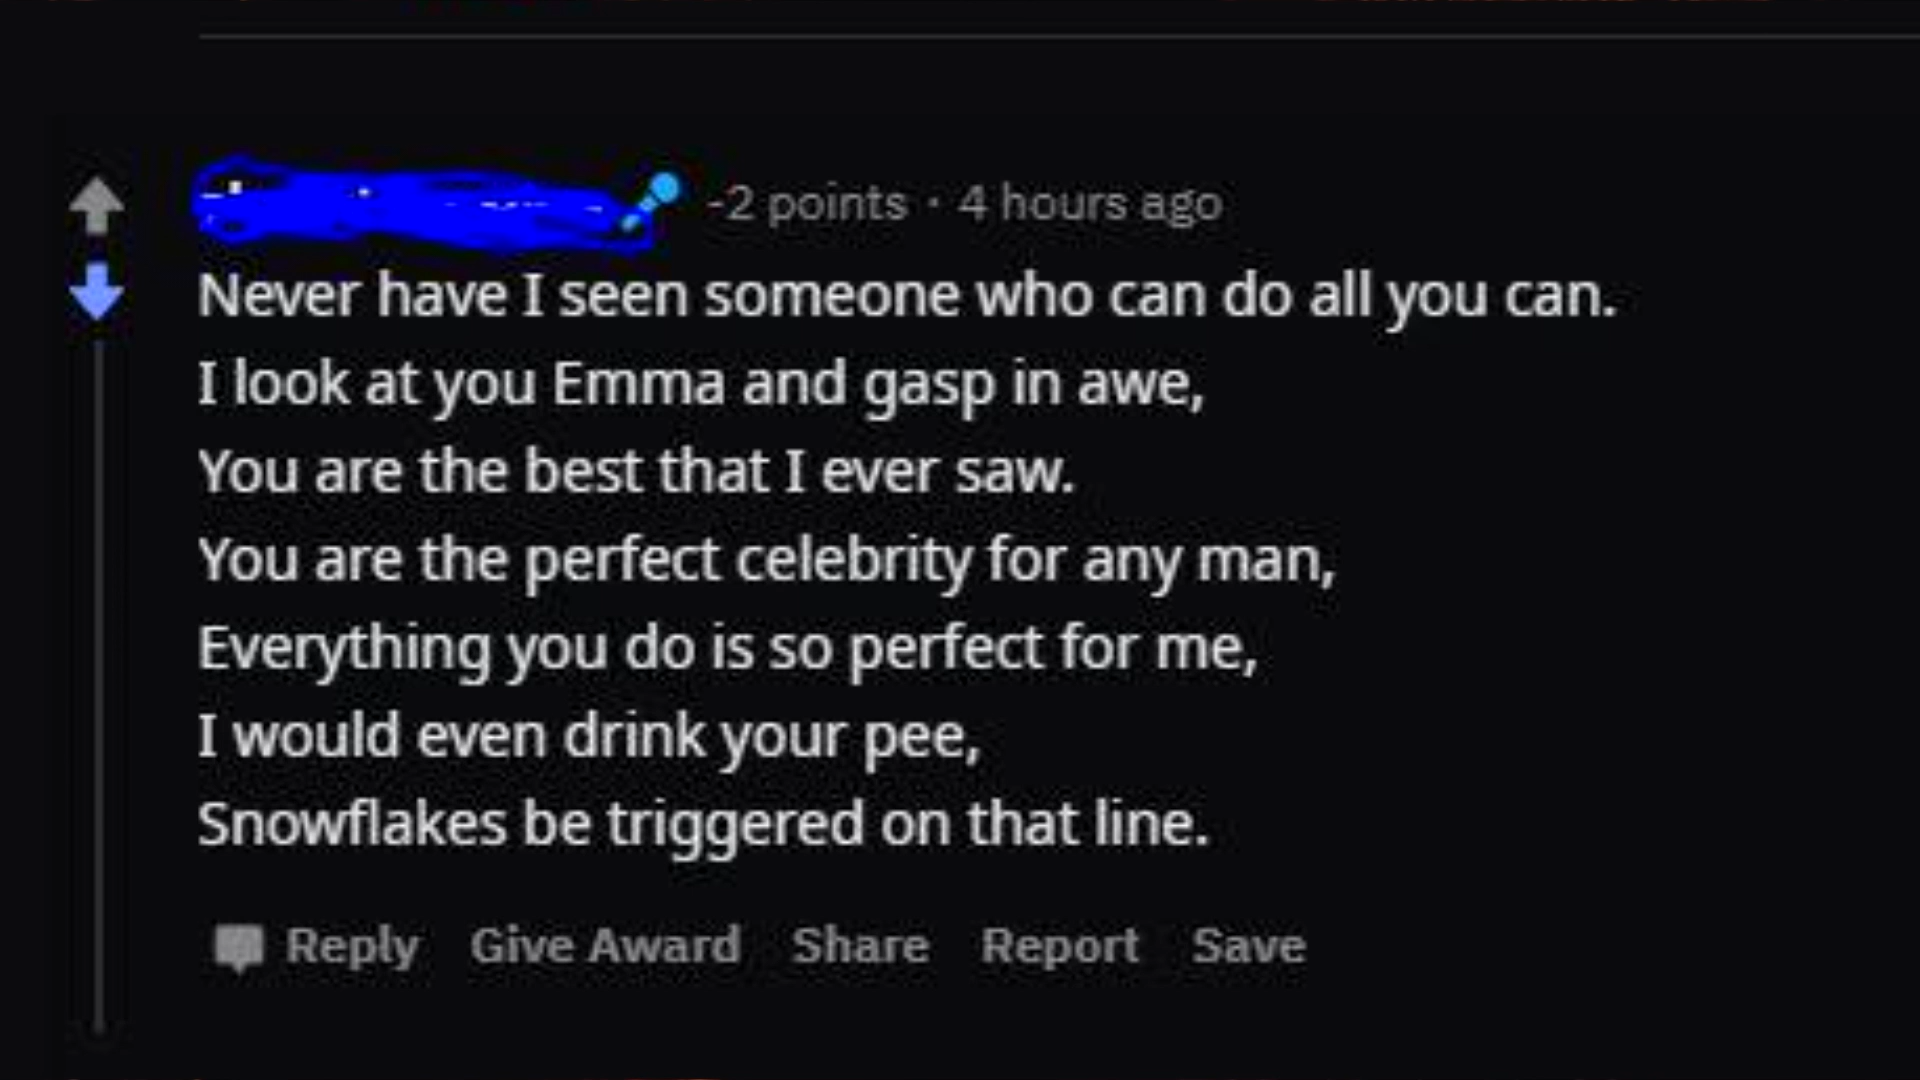 -2 points · 4 hours ago
Never have I seen someone who can do all you can.
I look at you Emma and gasp in awe,
You are the best that I ever saw.
You are the perfect celebrity for any man,
Everything you do is so perfect for me,
I would even drink your pee,
Snowflakes be triggered on that line.
Reply Give Award Share Report Save